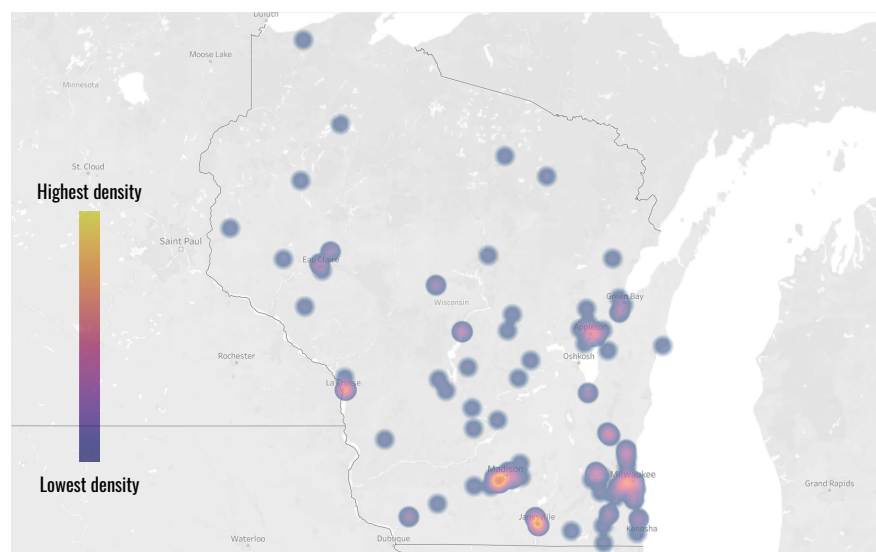 Duluth
Moose Lake
Minnesota
St. Cloud
Highest density
Saint Paul
Eau Claire
Green Bay
Wisconsin
Appleton
Rochester
Oshkosh
La Crosse
Madison
Milwaukee
Lowest density
Grand Rapids
Janesville
Kenosha
Waterloo
Dubuque